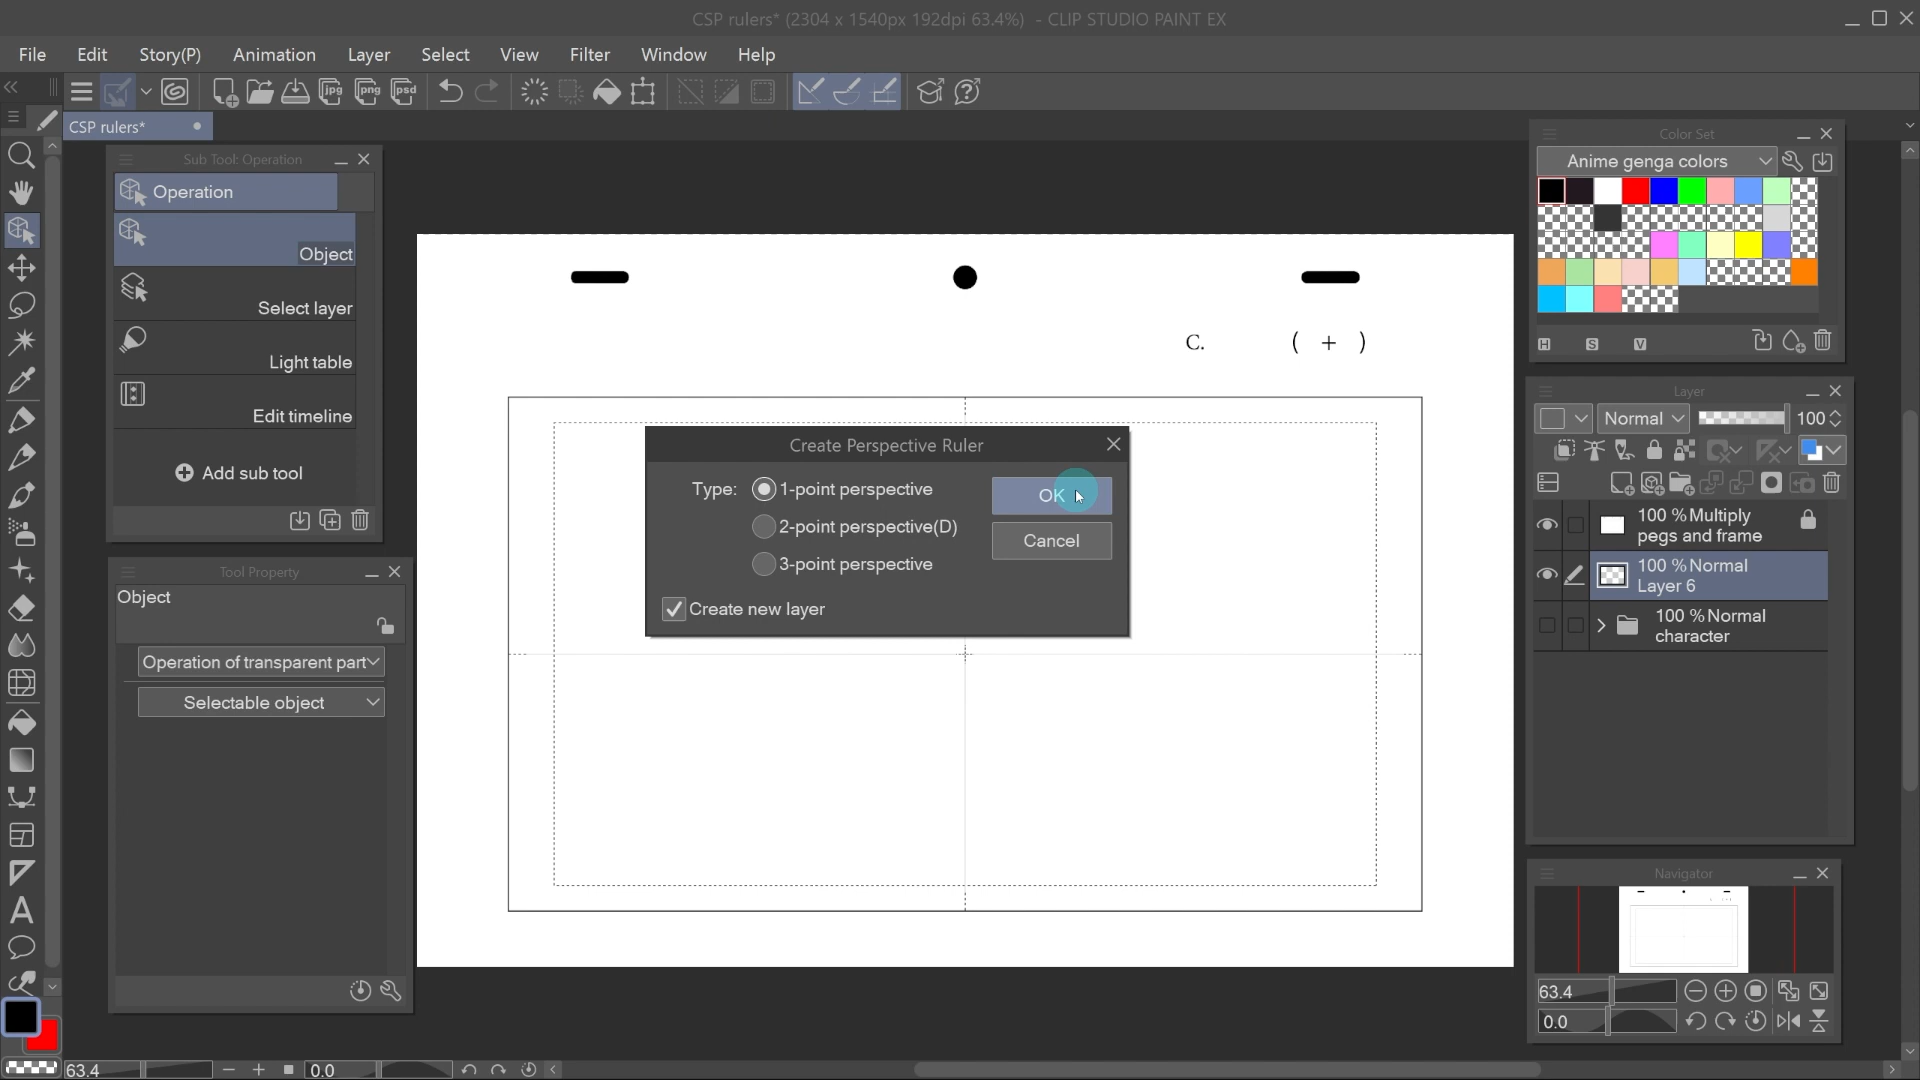 CSP rulers* (2304 x 1540px 192dpi 63.4%) - CLIP STUDIO PAINT EX
File Edit Story(P) Animation Layer Select View Filter Window Help
jpg png psd
CSP rulers*
Sub Tool: Operation
Operation
Object
Select layer
Light table
Edit timeline
Add sub tool
Tool Property
Object
Operation of transparent part
Selectable object
C. ( + )
Create Perspective Ruler
Type: 1-point perspective
2-point perspective(D)
3-point perspective
OK
Cancel
Create new layer
Color Set
Anime genga colors
H S V
Layer
Normal 100
100 %Multiply
pegs and frame
100 %Normal
Layer 6
100 %Normal
character
Navigator
63.4
0.0
63.4 0.0